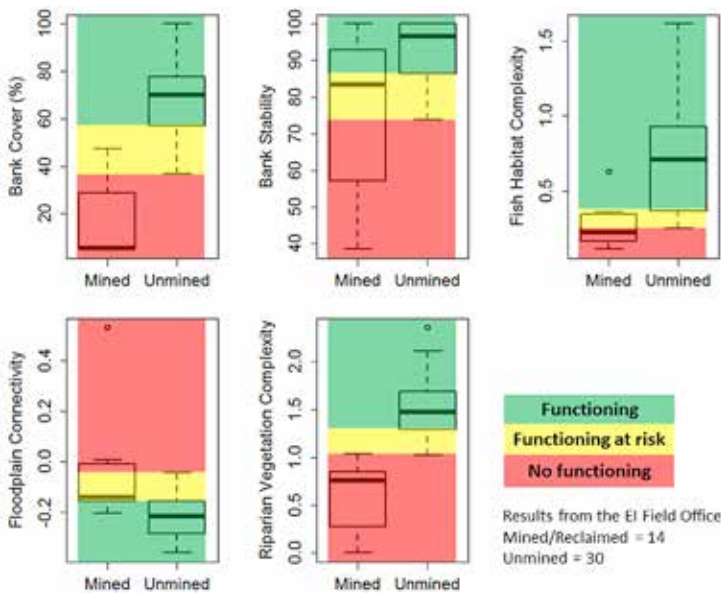 Bank Cover (%)
100
80
60
40
20
Mined Unmined
Bank Stability
100
90
80
70
60
50
40
Mined Unmined
Fish Habitat Complexity
1.5
1.0
0.5
Mined Unmined
Floodplain Connectivity
0.4
0.2
0.0
-0.2
Mined Unmined
Riparian Vegetation Complexity
2.0
1.5
1.0
0.5
0.0
Mined Unmined
Functioning
Functioning at risk
No functioning
Results from the EI Field Office
Mined/Reclaimed = 14
Unmined = 30